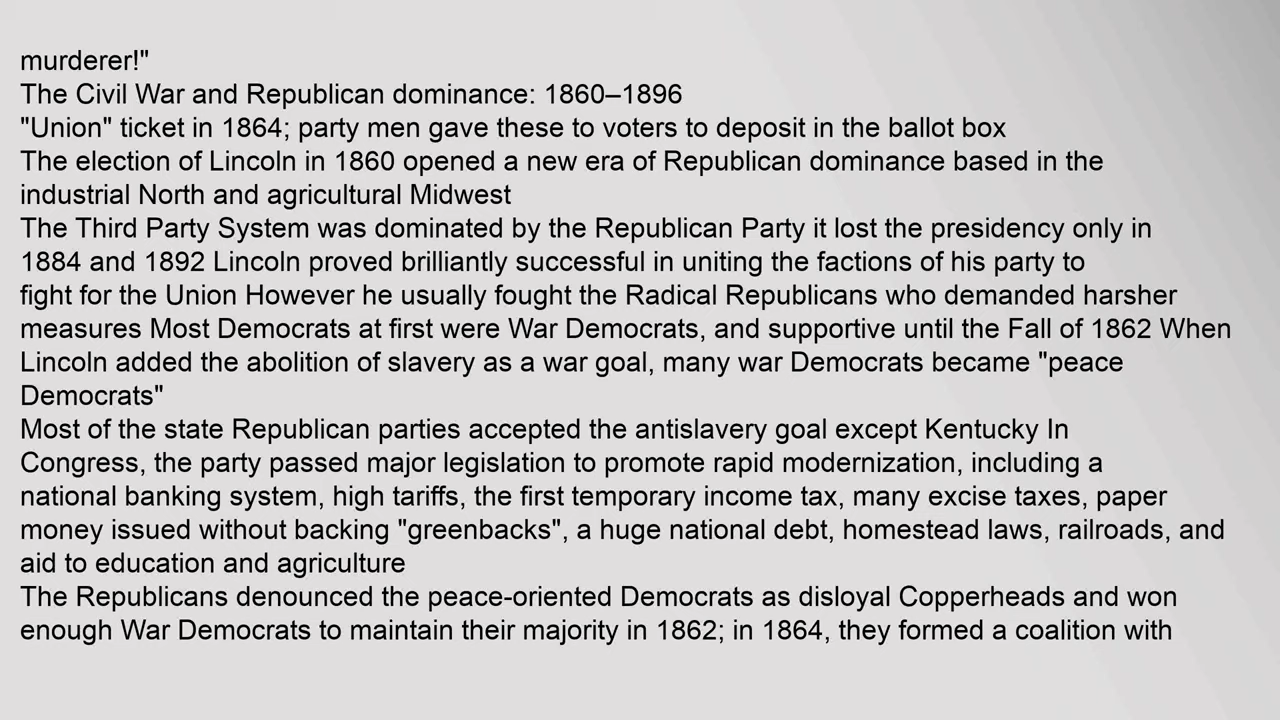 murderer!"
The Civil War and Republican dominance: 1860–1896
"Union" ticket in 1864; party men gave these to voters to deposit in the ballot box
The election of Lincoln in 1860 opened a new era of Republican dominance based in the
industrial North and agricultural Midwest
The Third Party System was dominated by the Republican Party it lost the presidency only in
1884 and 1892 Lincoln proved brilliantly successful in uniting the factions of his party to
fight for the Union However he usually fought the Radical Republicans who demanded harsher
measures Most Democrats at first were War Democrats, and supportive until the Fall of 1862 When
Lincoln added the abolition of slavery as a war goal, many war Democrats became "peace
Democrats"
Most of the state Republican parties accepted the antislavery goal except Kentucky In
Congress, the party passed major legislation to promote rapid modernization, including a
national banking system, high tariffs, the first temporary income tax, many excise taxes, paper
money issued without backing "greenbacks", a huge national debt, homestead laws, railroads, and
aid to education and agriculture
The Republicans denounced the peace-oriented Democrats as disloyal Copperheads and won
enough War Democrats to maintain their majority in 1862; in 1864, they formed a coalition with